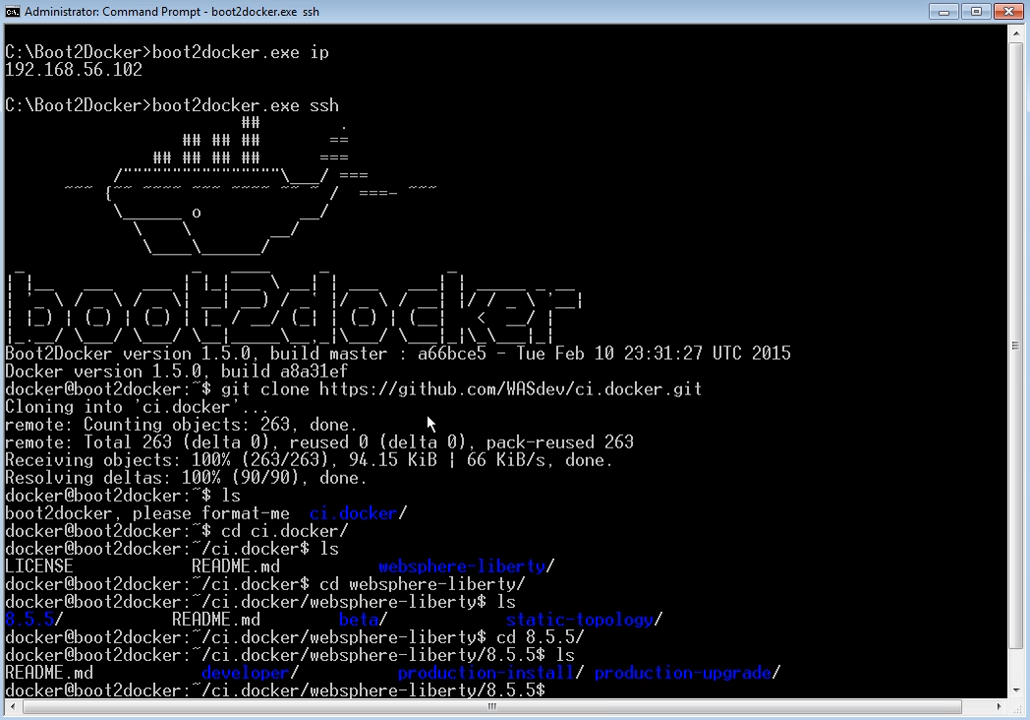 Administrator: Command Prompt - boot2docker.exe ssh
C:\Boot2Docker>boot2docker.exe ip
192.168.56.102
C:\Boot2Docker>boot2docker.exe ssh
boot2docker
Boot2Docker version 1.5.0, build master : a66bce5 - Tue Feb 10 23:31:27 UTC 2015
Docker version 1.5.0, build a8a31ef
docker@boot2docker:~$ git clone https://github.com/WASdev/ci.docker.git
Cloning into 'ci.docker'...
remote: Counting objects: 263, done.
remote: Total 263 (delta 0), reused 0 (delta 0), pack-reused 263
Receiving objects: 100% (263/263), 94.15 KiB | 66 KiB/s, done.
Resolving deltas: 100% (90/90), done.
docker@boot2docker:~$ ls
boot2docker, please format-me  ci.docker/
docker@boot2docker:~$ cd ci.docker/
docker@boot2docker:~/ci.docker$ ls
LICENSE            README.md          websphere-liberty/
docker@boot2docker:~/ci.docker$ cd websphere-liberty/
docker@boot2docker:~/ci.docker/websphere-liberty$ ls
8.5.5/           README.md        beta/            static-topology/
docker@boot2docker:~/ci.docker/websphere-liberty$ cd 8.5.5/
docker@boot2docker:~/ci.docker/websphere-liberty/8.5.5$ ls
README.md           developer/          production-install/ production-upgrade/
docker@boot2docker:~/ci.docker/websphere-liberty/8.5.5$